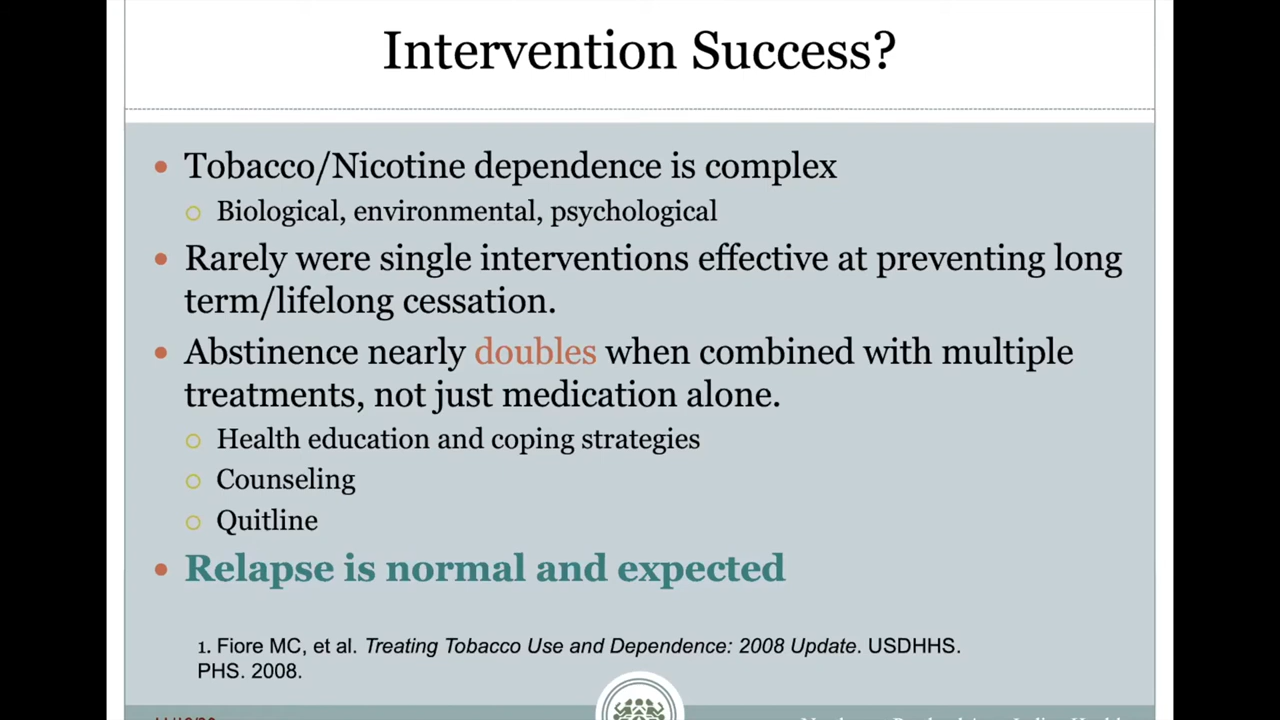 Intervention Success?
• Tobacco/Nicotine dependence is complex
○ Biological, environmental, psychological
• Rarely were single interventions effective at preventing long
term/lifelong cessation.
• Abstinence nearly doubles when combined with multiple
treatments, not just medication alone.
○ Health education and coping strategies
○ Counseling
○ Quitline
• Relapse is normal and expected
1. Fiore MC, et al. Treating Tobacco Use and Dependence: 2008 Update. USDHHS.
PHS. 2008.